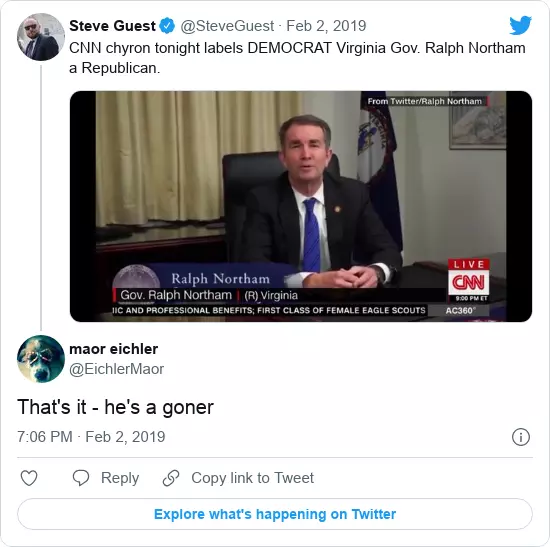 Steve Guest @SteveGuest · Feb 2, 2019
CNN chyron tonight labels DEMOCRAT Virginia Gov. Ralph Northam
a Republican.
From Twitter/Ralph Northam
Ralph Northam
LIVE
CNN
Gov. Ralph Northam | (R) Virginia
9:00 PM ET
IIC AND PROFESSIONAL BENEFITS; FIRST CLASS OF FEMALE EAGLE SCOUTS
AC360°
maor eichler
@EichlerMaor
That's it - he's a goner
7:06 PM · Feb 2, 2019
Reply
Copy link to Tweet
Explore what's happening on Twitter